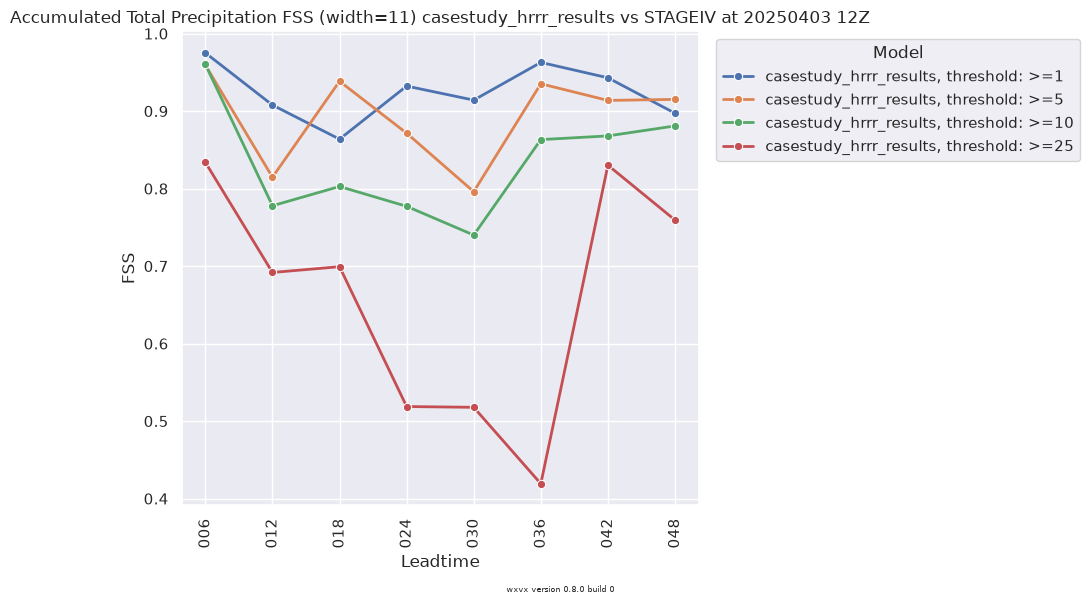 Accumulated Total Precipitation FSS (width=11) casestudy_hrrr_results vs STAGEIV at 20250403 12Z
1.0
0.9
0.8
0.7
0.6
0.5
0.4
FSS
006
012
018
024
030
036
042
048
Leadtime
Model
casestudy_hrrr_results, threshold: >=1
casestudy_hrrr_results, threshold: >=5
casestudy_hrrr_results, threshold: >=10
casestudy_hrrr_results, threshold: >=25
wxvx version 0.8.0 build 0